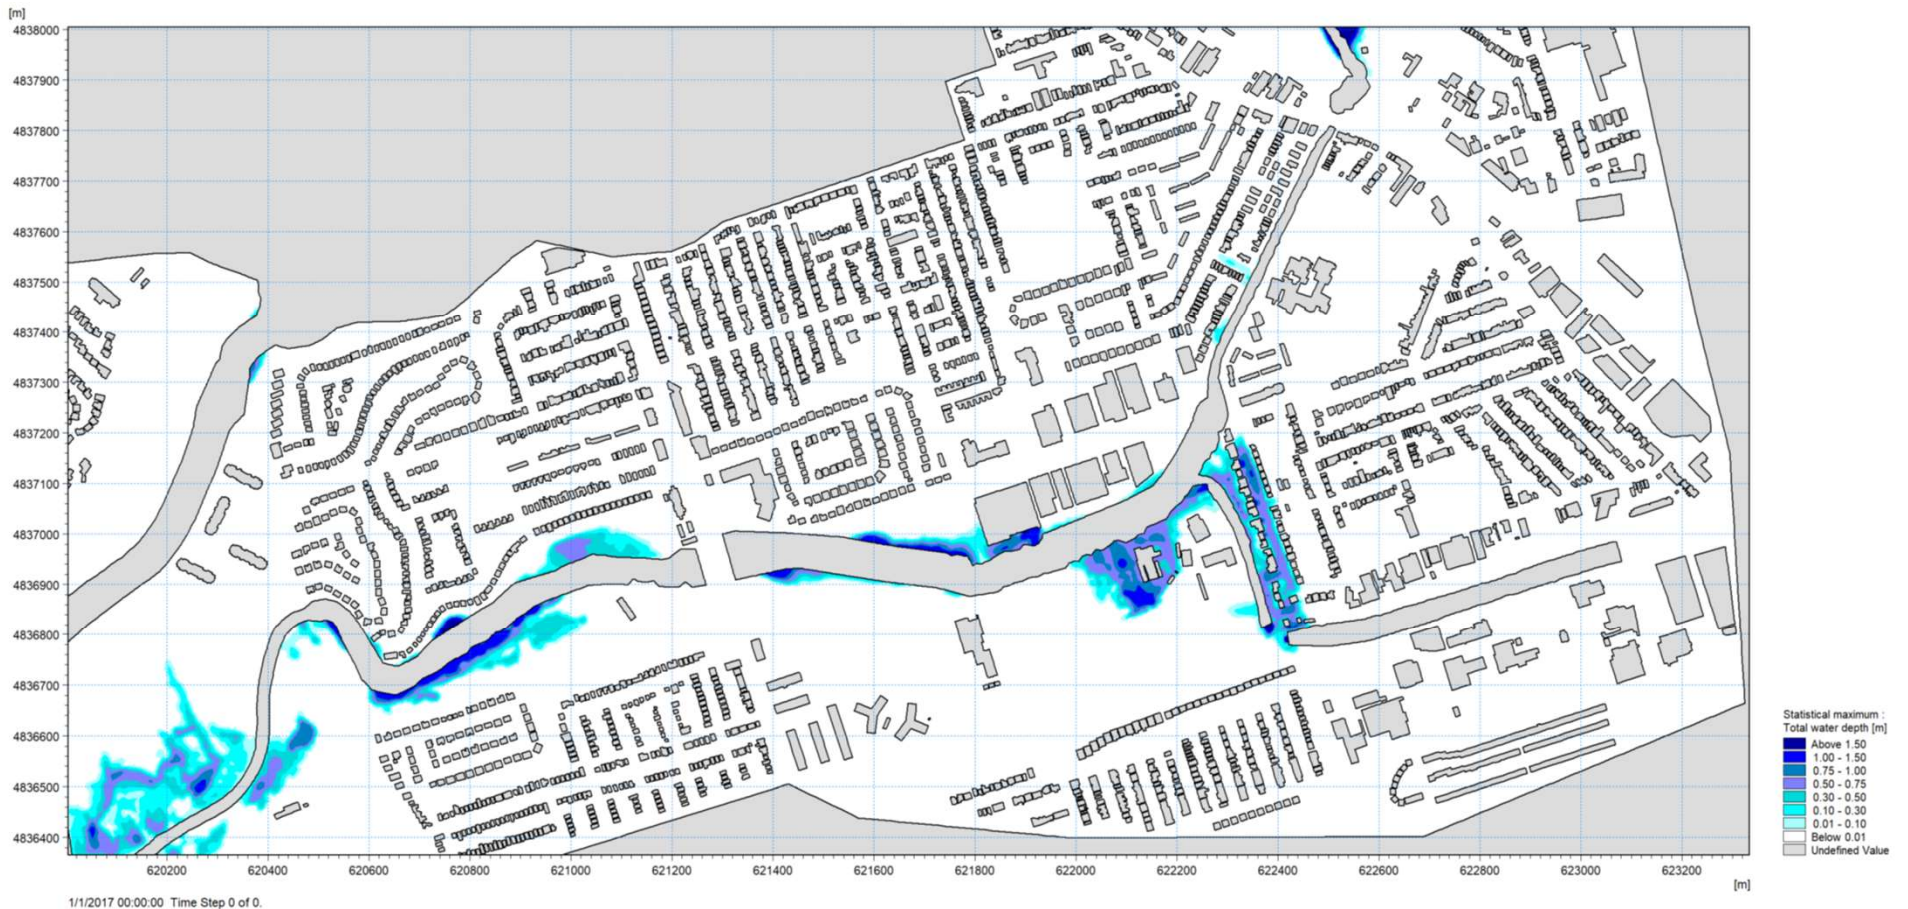 [m]
4838000
4837900
4837800
4837700
4837600
4837500
4837400
4837300
4837200
4837100
4837000
4836900
4836800
4836700
4836600
4836500
4836400
620200 620400 620600 620800 621000 621200 621400 621600 621800 622000 622200 622400 622600 622800 623000 623200
[m]
Statistical maximum :
Total water depth [m]
Above 1.50
1.00 - 1.50
0.75 - 1.00
0.50 - 0.75
0.30 - 0.50
0.10 - 0.30
0.01 - 0.10
Below 0.01
Undefined Value
1/1/2017 00:00:00 Time Step 0 of 0.